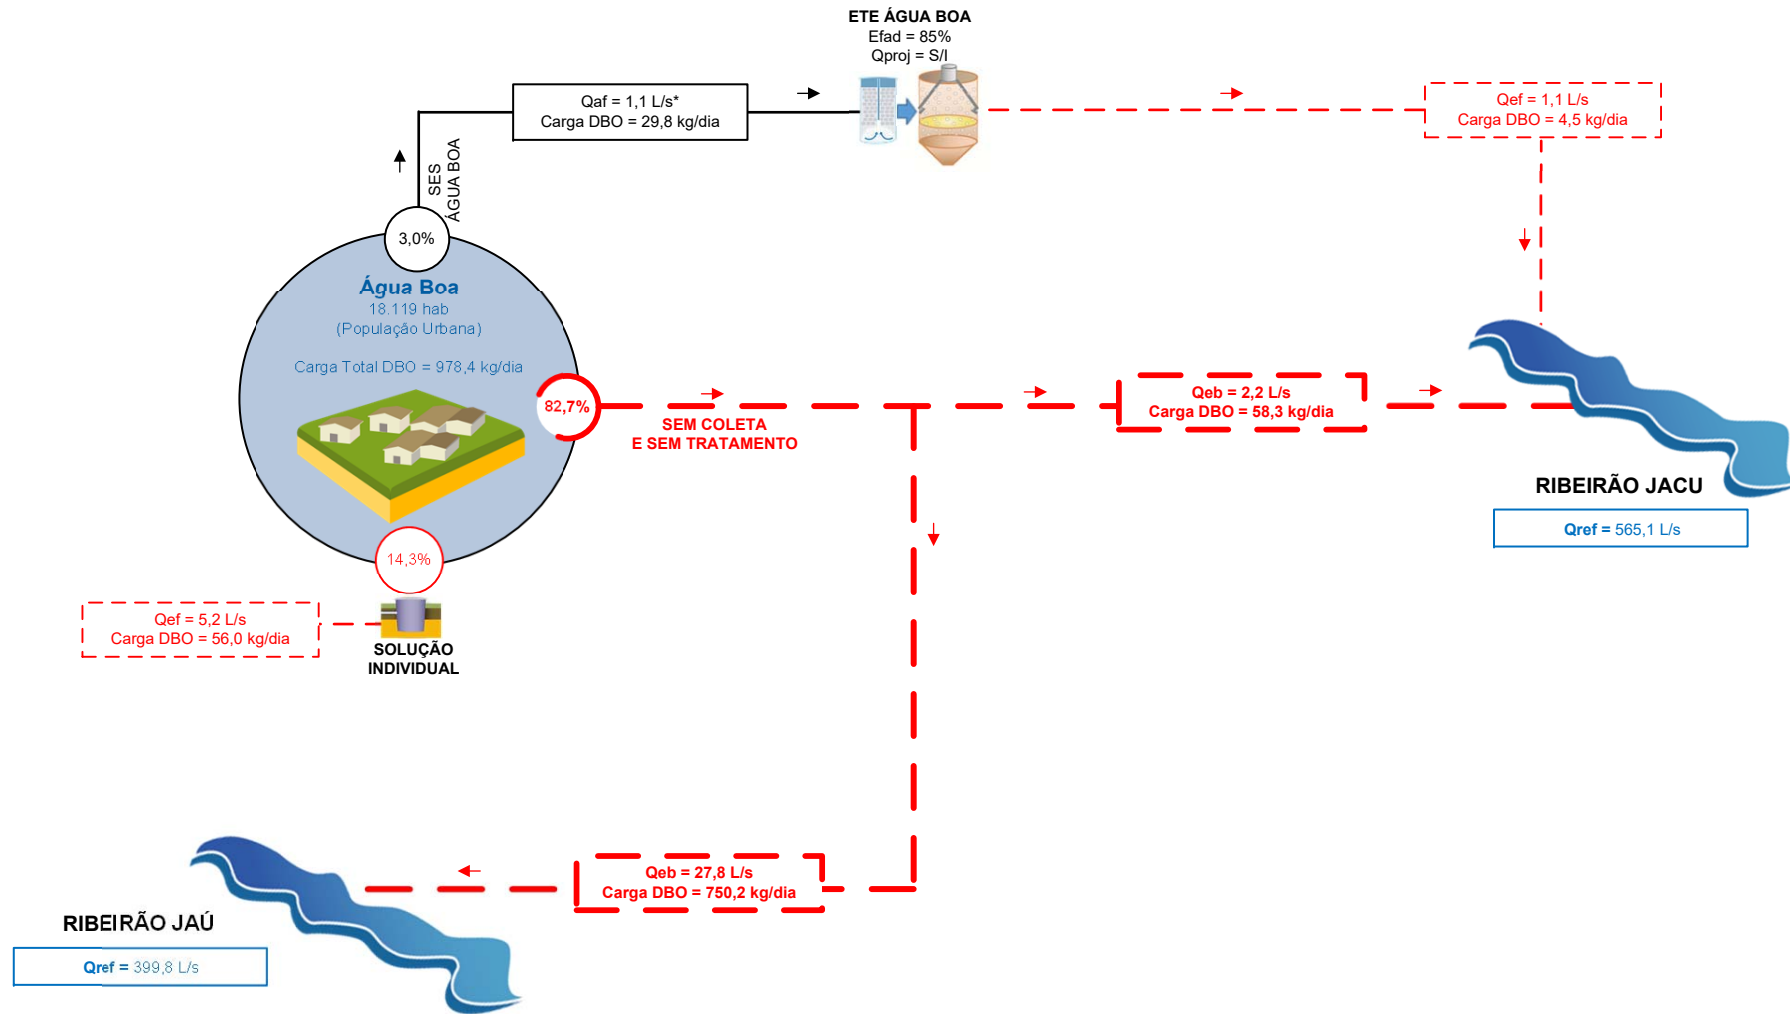 ETE ÁGUA BOA
Efad = 85%
Qproj = S/I
Qaf = 1,1 L/s*
Carga DBO = 29,8 kg/dia
Qef = 1,1 L/s
Carga DBO = 4,5 kg/dia
SES
ÁGUA BOA
3,0%
Água Boa
18.119 hab
(População Urbana)
Carga Total DBO = 978,4 kg/dia
82,7%
SEM COLETA
E SEM TRATAMENTO
Qeb = 2,2 L/s
Carga DBO = 58,3 kg/dia
RIBEIRÃO JACU
Qref = 565,1 L/s
14,3%
Qef = 5,2 L/s
Carga DBO = 56,0 kg/dia
SOLUÇÃO
INDIVIDUAL
Qeb = 27,8 L/s
Carga DBO = 750,2 kg/dia
RIBEIRÃO JAÚ
Qref = 399,8 L/s